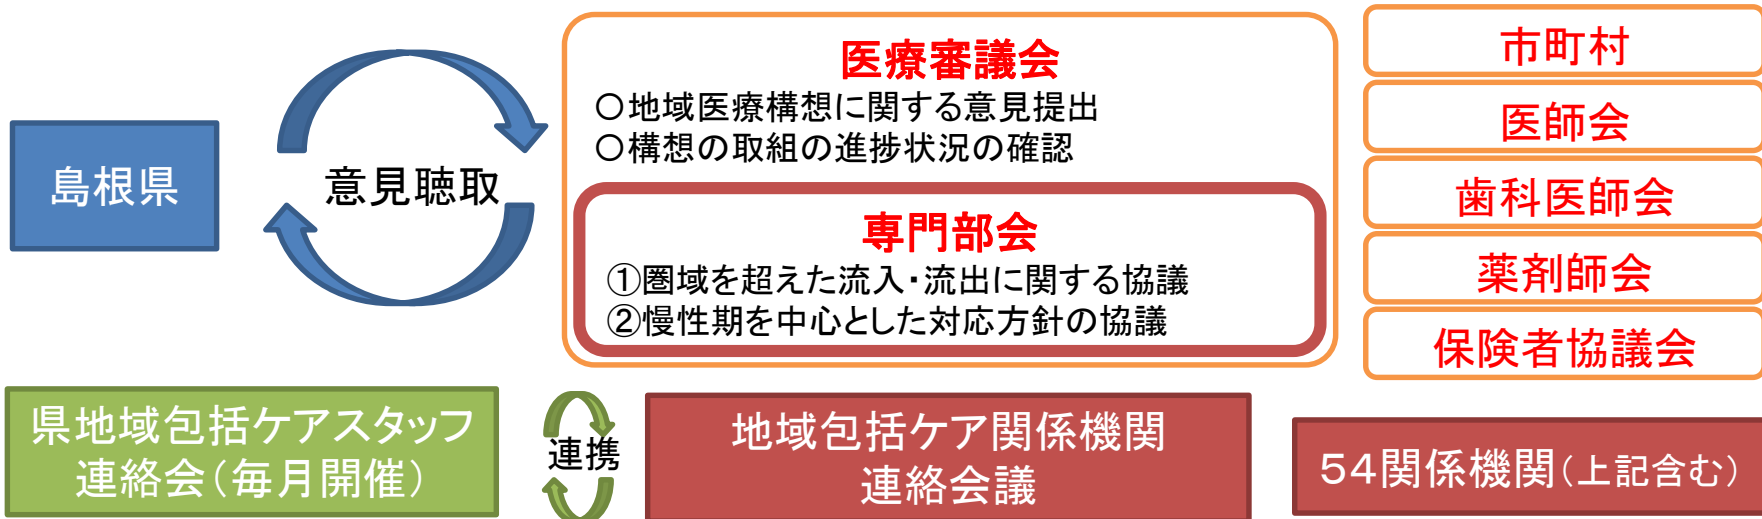 島根県
意見聴取
医療審議会
○地域医療構想に関する意見提出
○構想の取組の進捗状況の確認
専門部会
①圏域を超えた流入・流出に関する協議
②慢性期を中心とした対応方針の協議
市町村
医師会
歯科医師会
薬剤師会
保険者協議会
県地域包括ケアスタッフ
連絡会(毎月開催)
連携
地域包括ケア関係機関
連絡会議
54関係機関(上記含む)